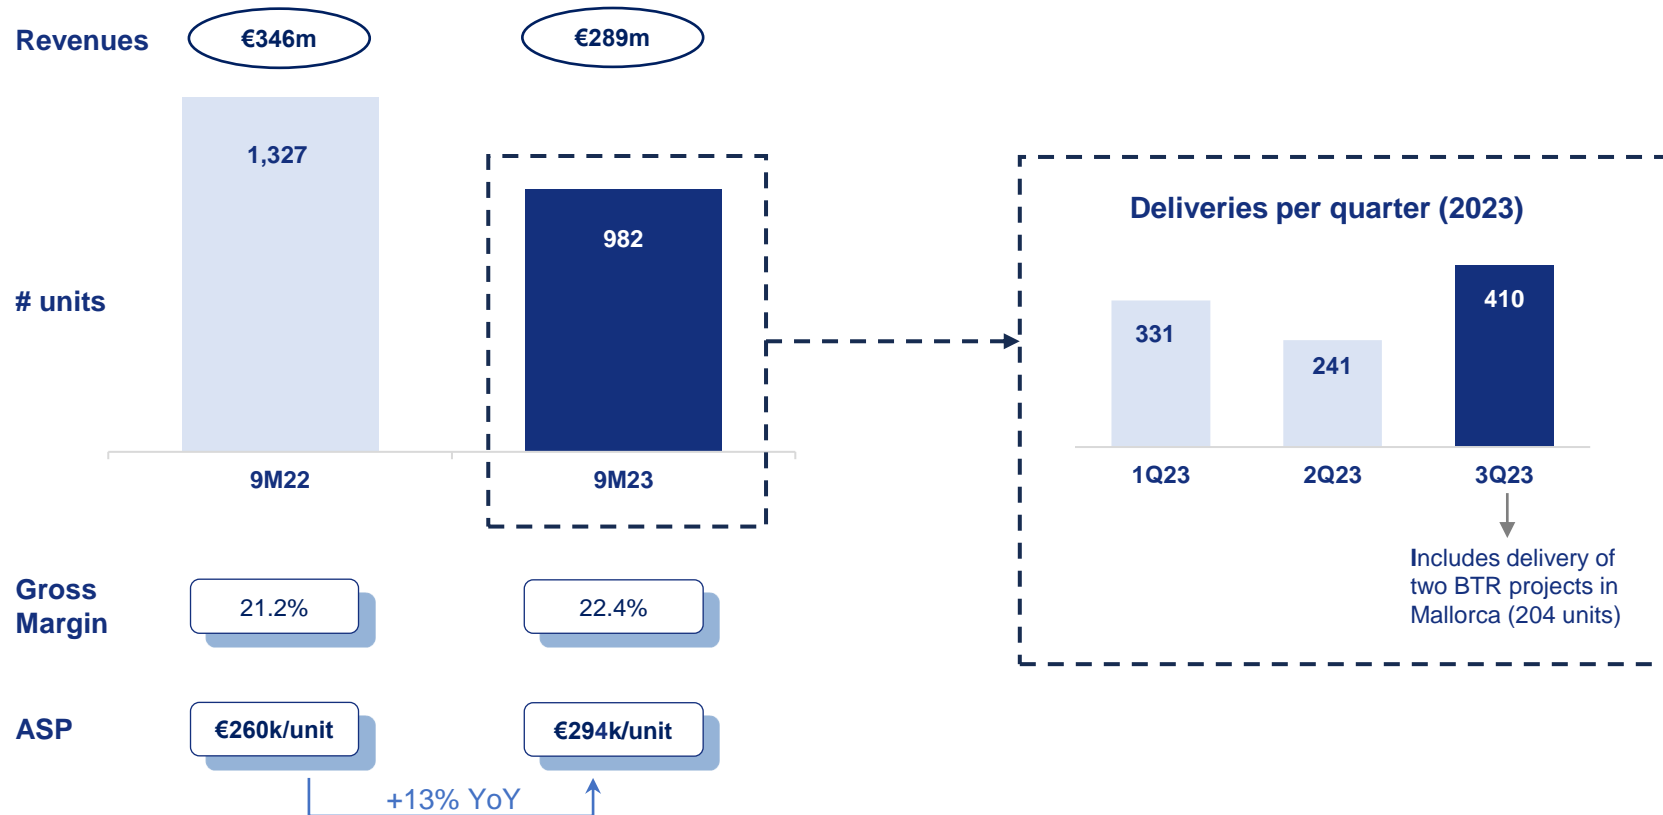 Revenues
€346m
€289m
# units
1,327
982
9M22
9M23
Gross
Margin
21.2%
22.4%
ASP
€260k/unit
€294k/unit
+13% YoY
Deliveries per quarter (2023)
331
241
410
1Q23
2Q23
3Q23
Includes delivery of
two BTR projects in
Mallorca (204 units)